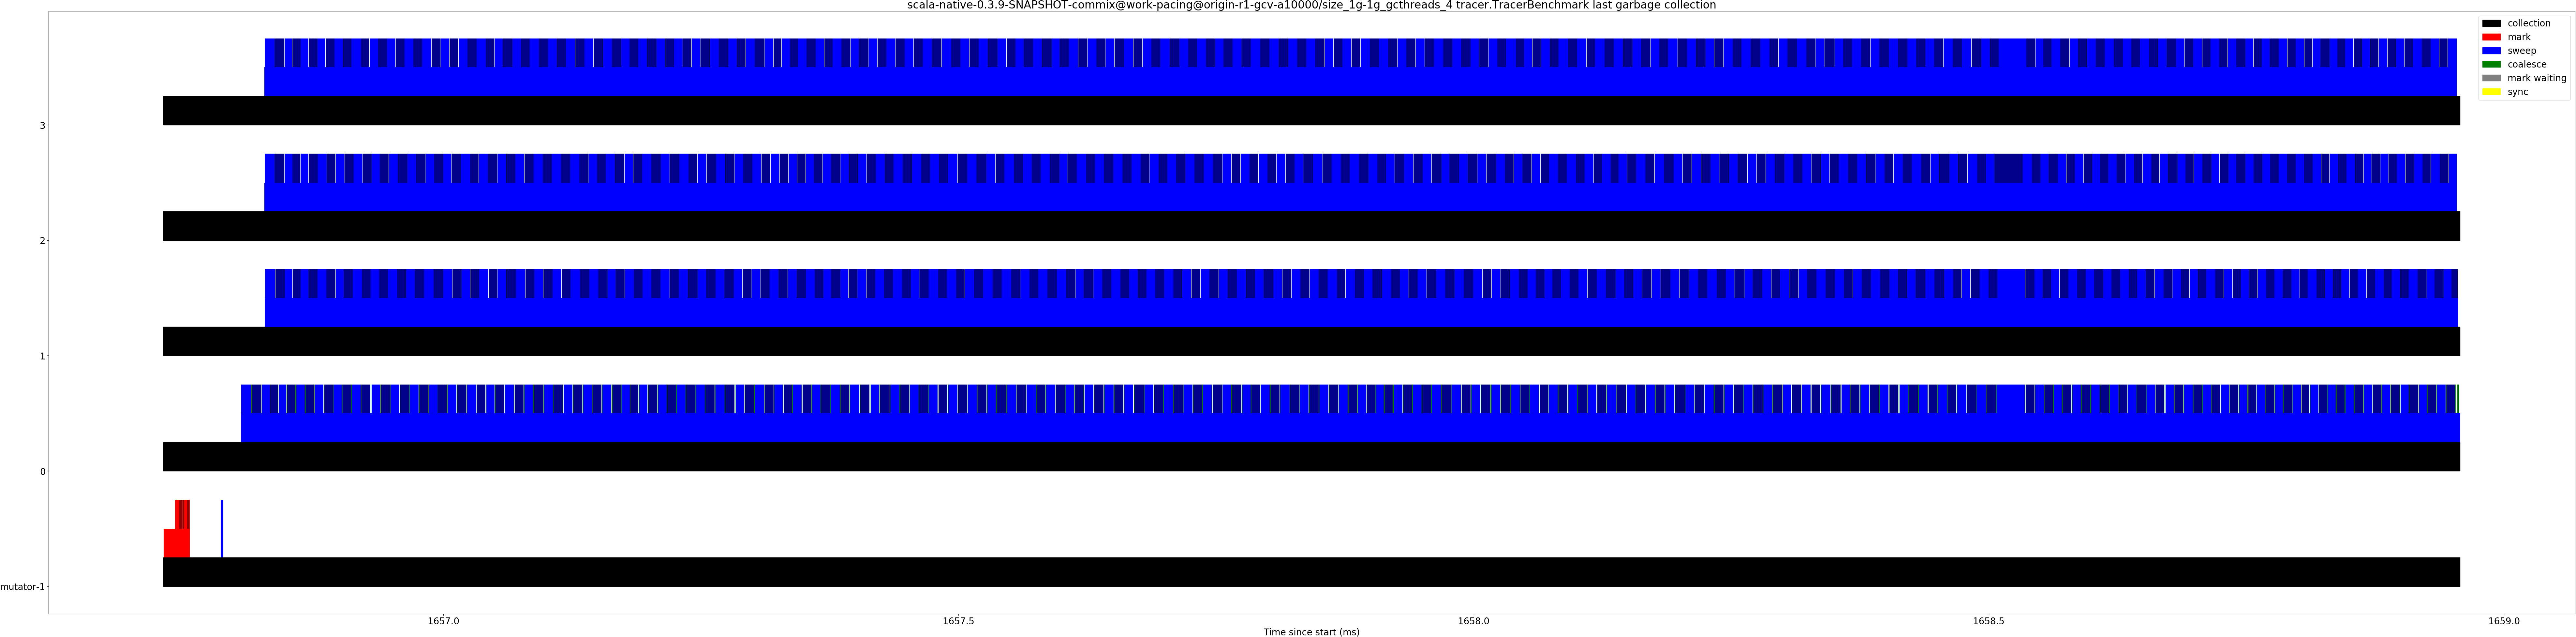 scala-native-0.3.9-SNAPSHOT-commix@work-pacing@origin-r1-gcv-a10000/size_1g-1g_gcthreads_4 tracer.TracerBenchmark last garbage collection
collection
mark
sweep
coalesce
mark waiting
sync
3
2
1
0
mutator-1
1657.0 1657.5 1658.0 1658.5 1659.0
Time since start (ms)